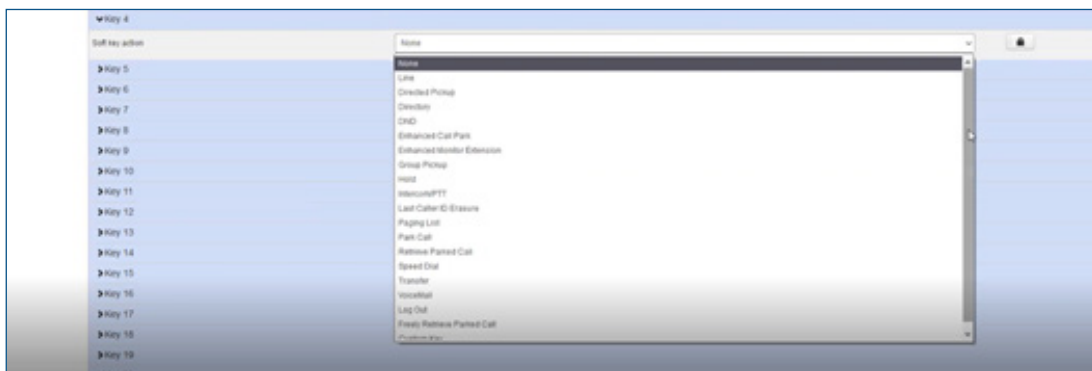 Key 4
Soft key action
None
None
Line
Directed Pickup
Directory
DND
Enhanced Call Park
Enhanced Monitor Extension
Group Pickup
Hold
Intercom/PTT
Last Caller ID Erasure
Paging List
Park Call
Retrieve Parked Call
Speed Dial
Transfer
VoiceMail
Log Out
Freely Retrieve Parked Call
Custom Key
Key 5
Key 6
Key 7
Key 8
Key 9
Key 10
Key 11
Key 12
Key 13
Key 14
Key 15
Key 16
Key 17
Key 18
Key 19